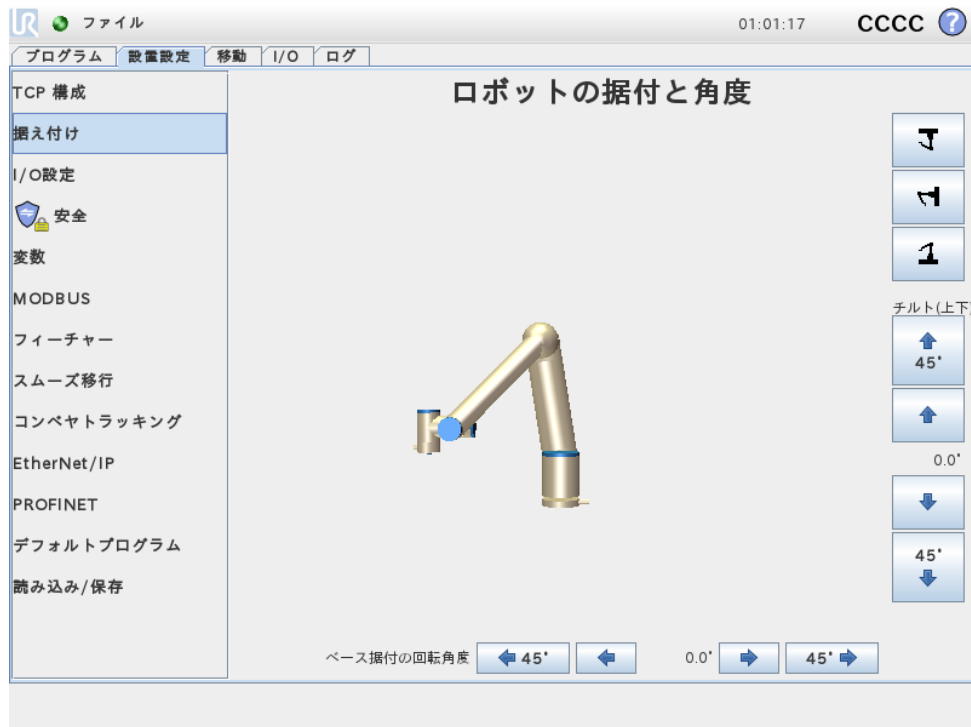 UR
ファイル
01:01:17
CCCC
?
プログラム
設置設定
移動
I/O
ログ
TCP 構成
据え付け
I/O設定
安全
変数
MODBUS
フィーチャー
スムーズ移行
コンベヤトラッキング
EtherNet/IP
PROFINET
デフォルトプログラム
読み込み/保存
ロボットの据付と角度
チルト(上下)
45°
0.0°
45°
ベース据付の回転角度
45°
0.0°
45°